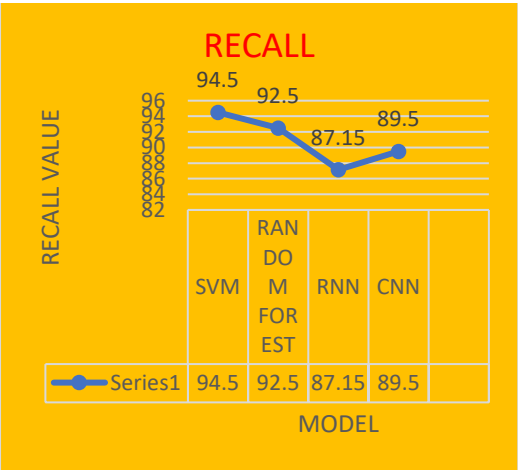 RECALL
94.5
92.5
87.15
89.5
96
94
92
90
88
86
84
82
RECALL VALUE
SVM
RAN
DO
M
FOR
EST
RNN
CNN
Series1 94.5 92.5 87.15 89.5
MODEL